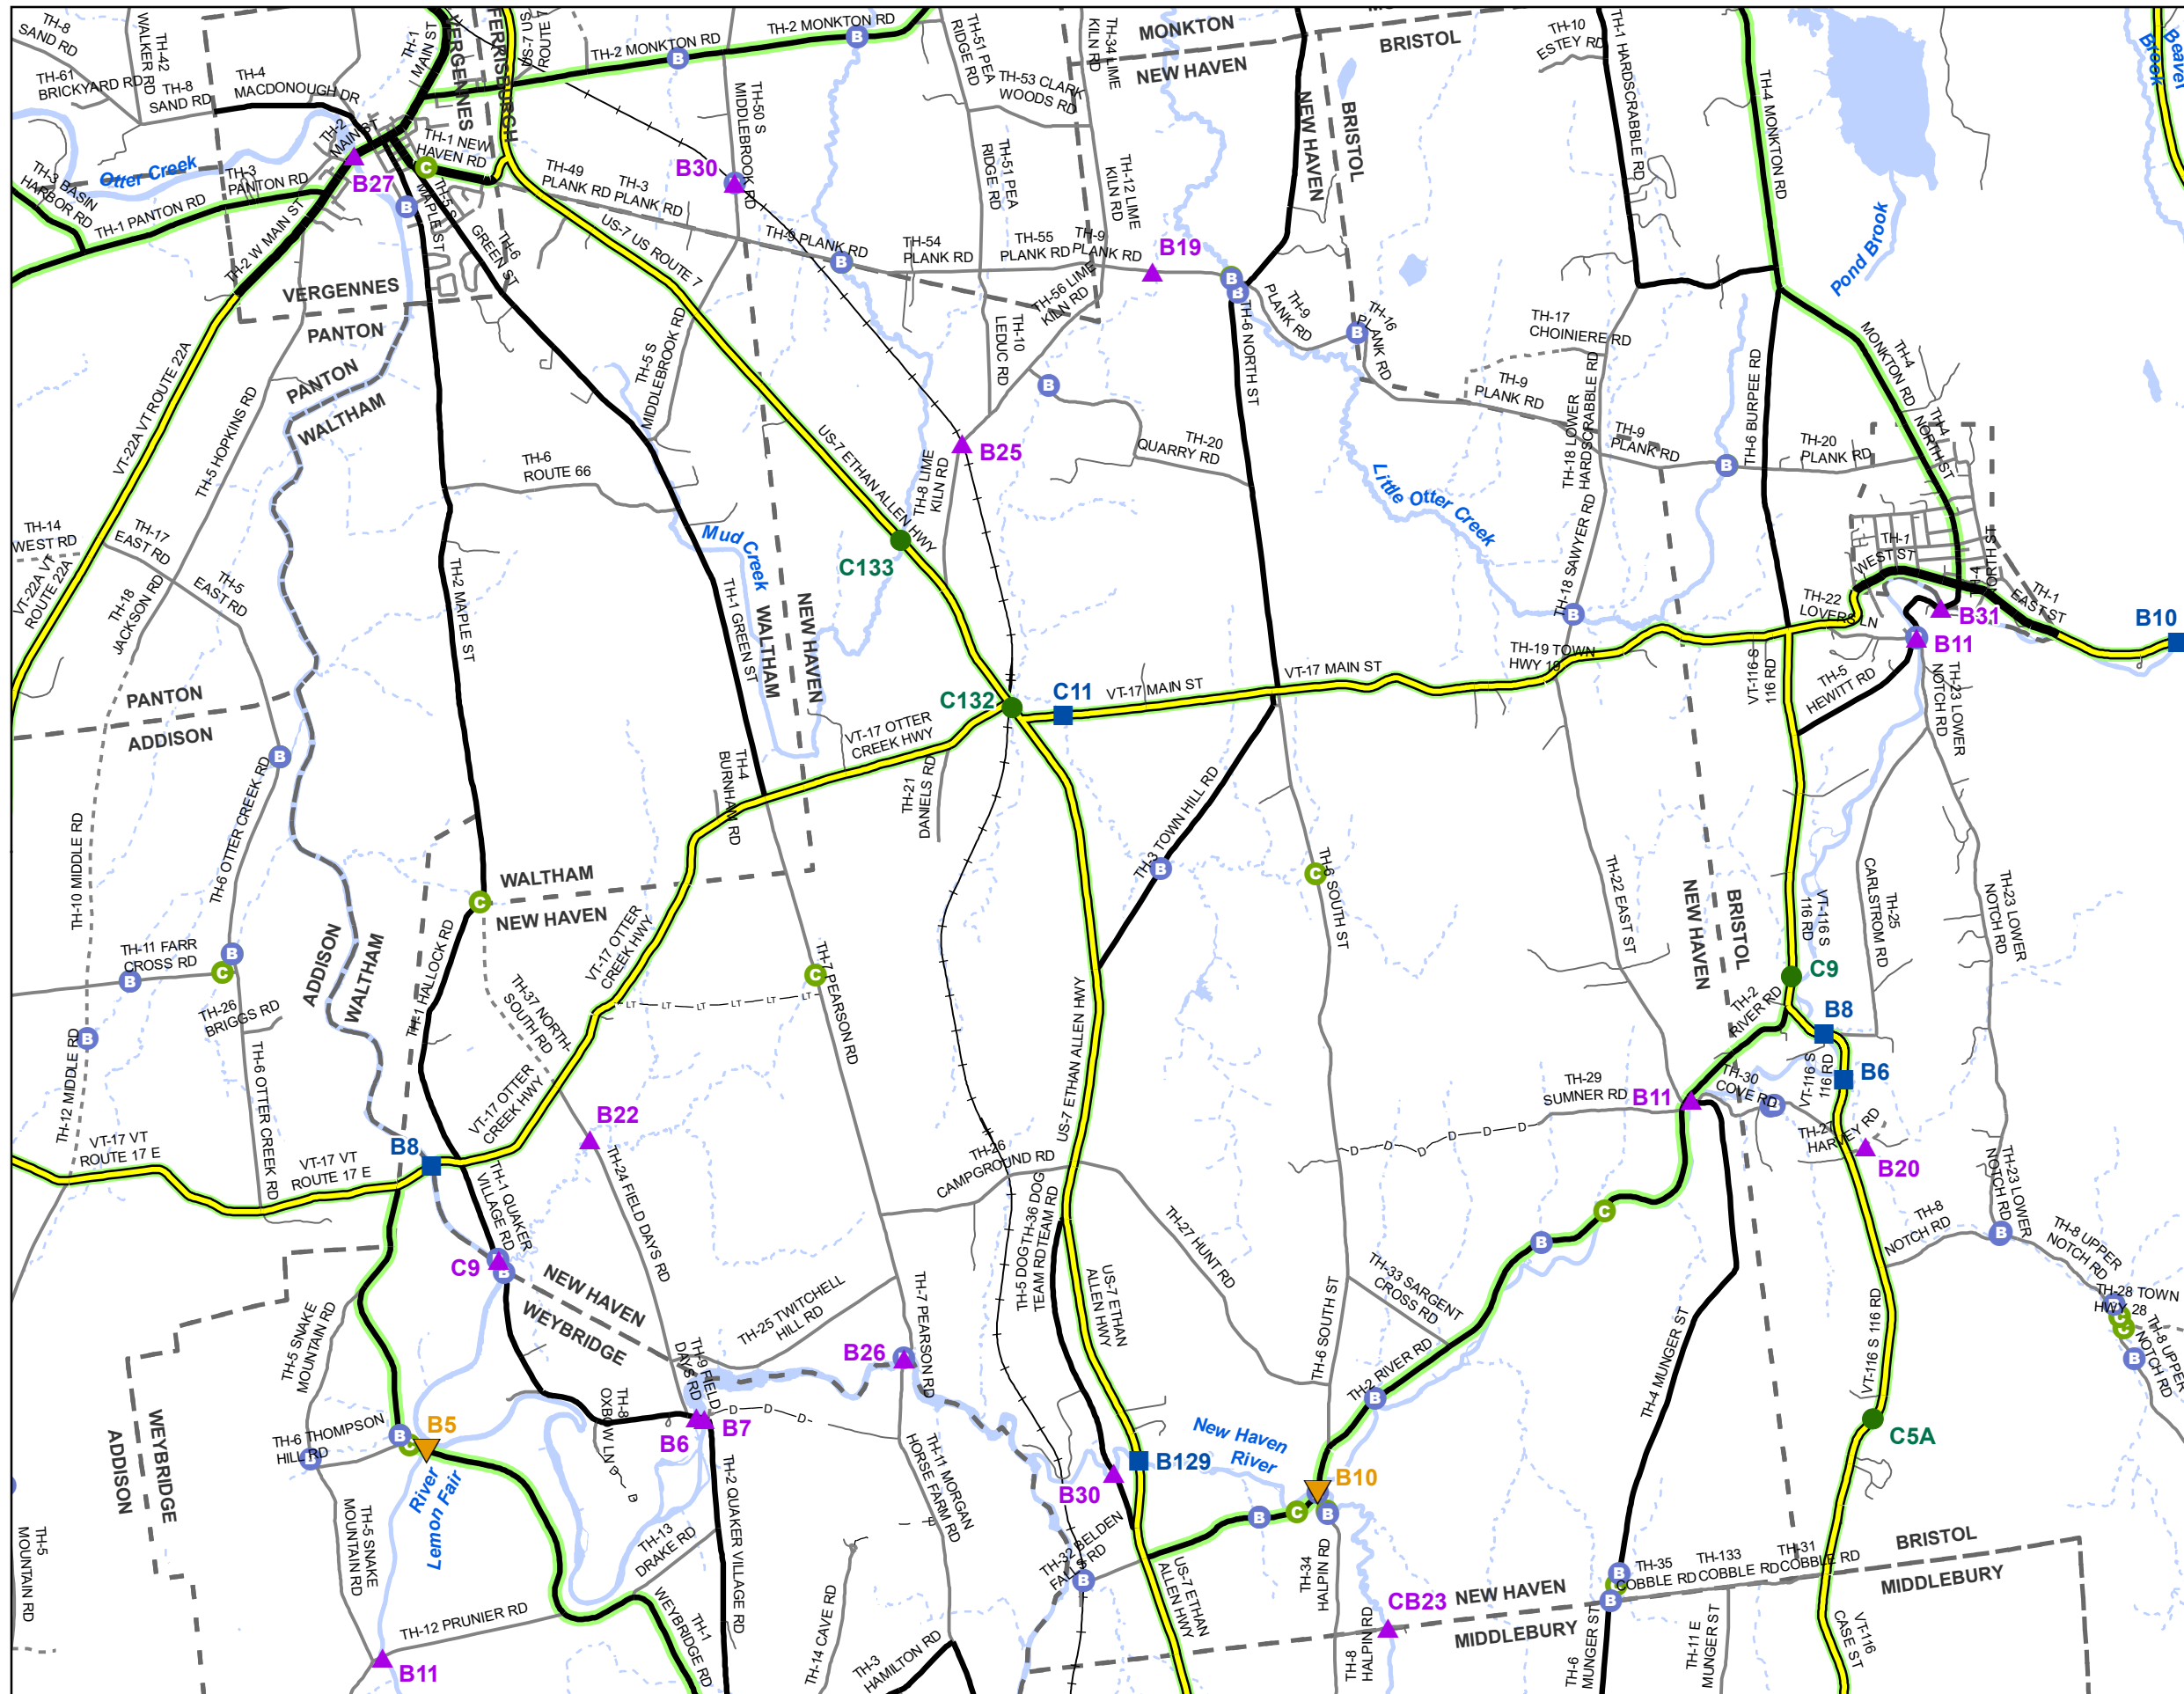 TH-8
SAND RD
WALKER RD
TH-42
TH-61
BRICKYARD RD
TH-8
SAND RD
TH-4
MACDONOUGH DR
TH-1
MAIN ST
VERGENNES
FERRISBURGH
US-7 US
ROUTE 7
TH-2 MONKTON RD
TH-2 MONKTON RD
TH-51 PEA
RIDGE RD
TH-34 LIME
KILN RD
MONKTON
BRISTOL
NEW HAVEN
TH-10
ESTEY RD
TH-1 HARDSCRABBLE RD
TH-4 MONKTON RD
Beaver
Brook
TH-53 CLARK
WOODS RD
TH-50 S
MIDDLEBROOK RD
TH-2
MAIN ST
TH-1 NEW
HAVEN RD
C
B27
Otter Creek
TH-3 BASIN
HARBOR RD
TH-3
PANTON RD
TH-1 PANTON RD
TH-2 W MAIN ST
TH-5 S
MAPLE ST
TH-6
GREEN ST
TH-49
PLANK RD
TH-3
PLANK RD
B30
TH-51 PEA
RIDGE RD
TH-12 LIME
KILN RD
NEW HAVEN
BRISTOL
Pond Brook
US-7 US ROUTE 7
TH-9 PLANK RD
TH-54
PLANK RD
TH-55
PLANK RD
TH-9
PLANK RD
B19
TH-56 LIME
KILN RD
TH-9
PLANK RD
TH-16
PLANK RD
TH-6 NORTH ST
VERGENNES
PANTON
PANTON
WALTHAM
TH-5 S
MIDDLEBROOK RD
TH-10
LEDUC RD
TH-17
CHOINIERE RD
TH-4
MONKTON RD
TH-9
PLANK RD
TH-6 BURPEE RD
VT-22A VT ROUTE 22A
TH-5 HOPKINS RD
TH-6
ROUTE 66
US-7 ETHAN ALLEN HWY
TH-8 LIME
KILN RD
B25
TH-20
QUARRY RD
Little Otter Creek
TH-18 LOWER
HARDSCRABBLE RD
TH-9
PLANK RD
TH-20
PLANK RD
TH-4
NORTH ST
TH-14
WEST RD
TH-17
EAST RD
VT-22A VT
ROUTE 22A
TH-18
JACKSON RD
TH-5
EAST RD
TH-2 MAPLE ST
Mud Creek
TH-1 GREEN ST
WALTHAM
NEW HAVEN
C133
TH-18 SAWYER RD
TH-1
WEST ST
TH-4
NORTH ST
TH-1
EAST ST
TH-22
LOVERS LN
B31
B11
B10
PANTON
ADDISON
C132
C11
VT-17 MAIN ST
VT-17 MAIN ST
TH-19 TOWN
HWY 19
VT-116 S
116 RD
TH-5
HEWITT RD
TH-23 LOWER
NOTCH RD
VT-17 OTTER
CREEK HWY
TH-4
BURNHAM RD
TH-21
DANIELS RD
TH-10 MIDDLE RD
TH-6 OTTER CREEK RD
TH-3 TOWN HILL RD
TH-6 SOUTH ST
TH-22 EAST ST
WALTHAM
NEW HAVEN
NEW HAVEN
BRISTOL
VT-116 S
116 RD
TH-25
CARLSTROM RD
TH-23 LOWER
NOTCH RD
TH-11 FARR
CROSS RD
ADDISON
WALTHAM
TH-1 HALLOCK RD
VT-17 OTTER
CREEK HWY
TH-7 PEARSON RD
C9
B8
TH-2
RIVER RD
TH-26
BRIGGS RD
TH-37 NORTH-
SOUTH RD
LT LT LT LT LT
US-7 ETHAN ALLEN HWY
TH-12 MIDDLE RD
TH-6 OTTER CREEK RD
TH-29
SUMNER RD
B11
TH-30
COVE RD
VT-116 S
116 RD
B6
VT-17 OTTER
CREEK HWY
B22
VT-17 VT
ROUTE 17 E
VT-17 VT
ROUTE 17 E
B8
TH-26
CAMPGROUND RD
D D D D D
TH-27
HARVEY RD
B20
TH-23 LOWER
NOTCH RD
TH-1 QUAKER
VILLAGE RD
TH-24 FIELD DAYS RD
TH-36 DOG
TEAM RD
TH-5 DOG
TEAM RD
TH-27 HUNT RD
TH-8
NOTCH RD
TH-8 UPPER
NOTCH RD
C9
NEW HAVEN
WEYBRIDGE
US-7 ETHAN
ALLEN HWY
TH-33 SARGENT
CROSS RD
TH-28 TOWN
HWY 28
TH-8 UPPER
NOTCH RD
TH-5 SNAKE
MOUNTAIN RD
TH-25 TWITCHELL
HILL RD
TH-7 PEARSON RD
TH-6 SOUTH ST
TH-4 MUNGER ST
VT-116 S 116 RD
B26
TH-2 RIVER RD
TH-9 FIELD
DAYS RD
TH-8
OXBOW LN
D D D
B6
B7
ADDISON
WEYBRIDGE
TH-6 THOMPSON
HILL RD
B5
River
Lemon Fair
TH-11 MORGAN
HORSE FARM RD
New Haven
River
B129
B30
B10
C5A
TH-5
MOUNTAIN RD
TH-5 SNAKE
MOUNTAIN RD
TH-2 QUAKER VILLAGE RD
TH-13
DRAKE RD
TH-32 BELDEN
FALLS RD
US-7 ETHAN
ALLEN HWY
TH-34
HALPIN RD
TH-35
COBBLE RD
TH-133
COBBLE RD
TH-31
COBBLE RD
BRISTOL
MIDDLEBURY
CB23
NEW HAVEN
MIDDLEBURY
TH-12 PRUNIER RD
TH-1
WEYBRIDGE RD
B11
TH-14 CAVE RD
TH-3
HAMILTON RD
TH-8
HALPIN RD
TH-6
MUNGER ST
TH-11 E
MUNGER ST
VT-116
CASE ST